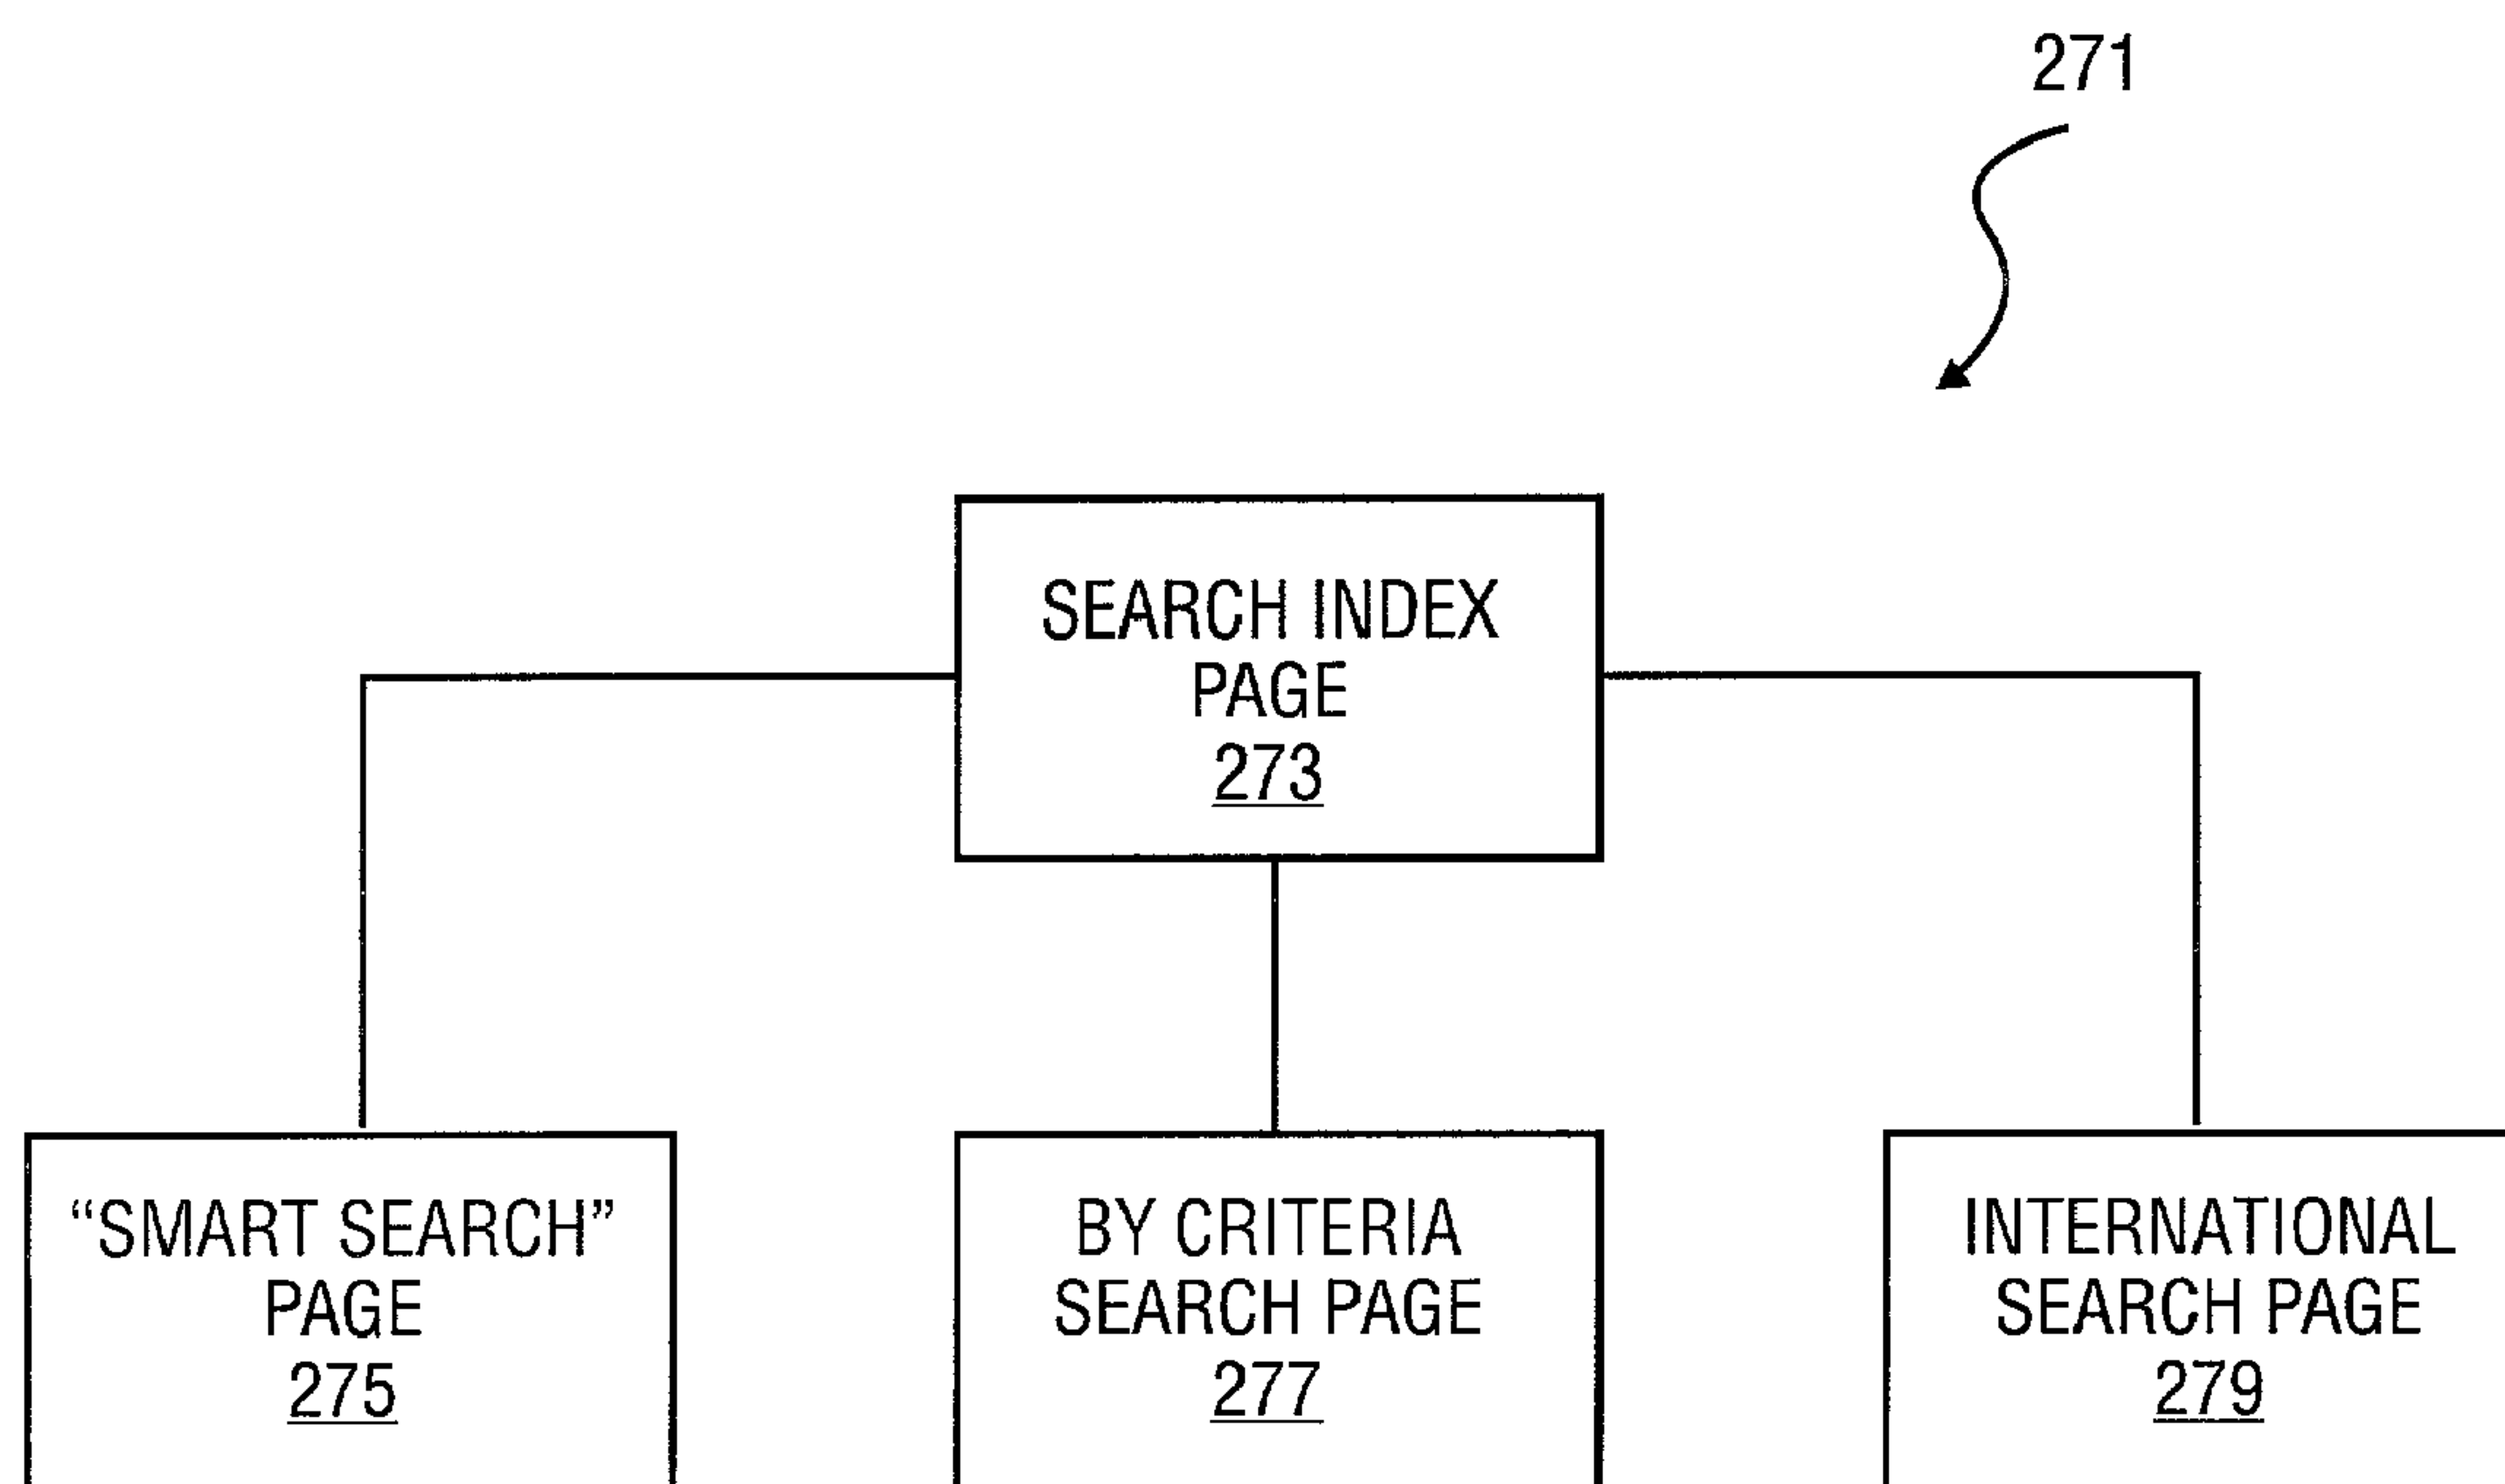 271
SEARCH INDEX
PAGE
273
“SMART SEARCH”
PAGE
275
BY CRITERIA
SEARCH PAGE
277
INTERNATIONAL
SEARCH PAGE
279